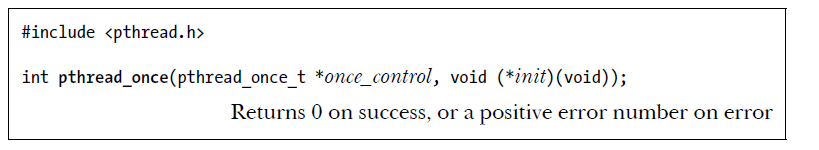 #include <pthread.h>
int pthread_once(pthread_once_t *once_control, void (*init)(void));
Returns 0 on success, or a positive error number on error